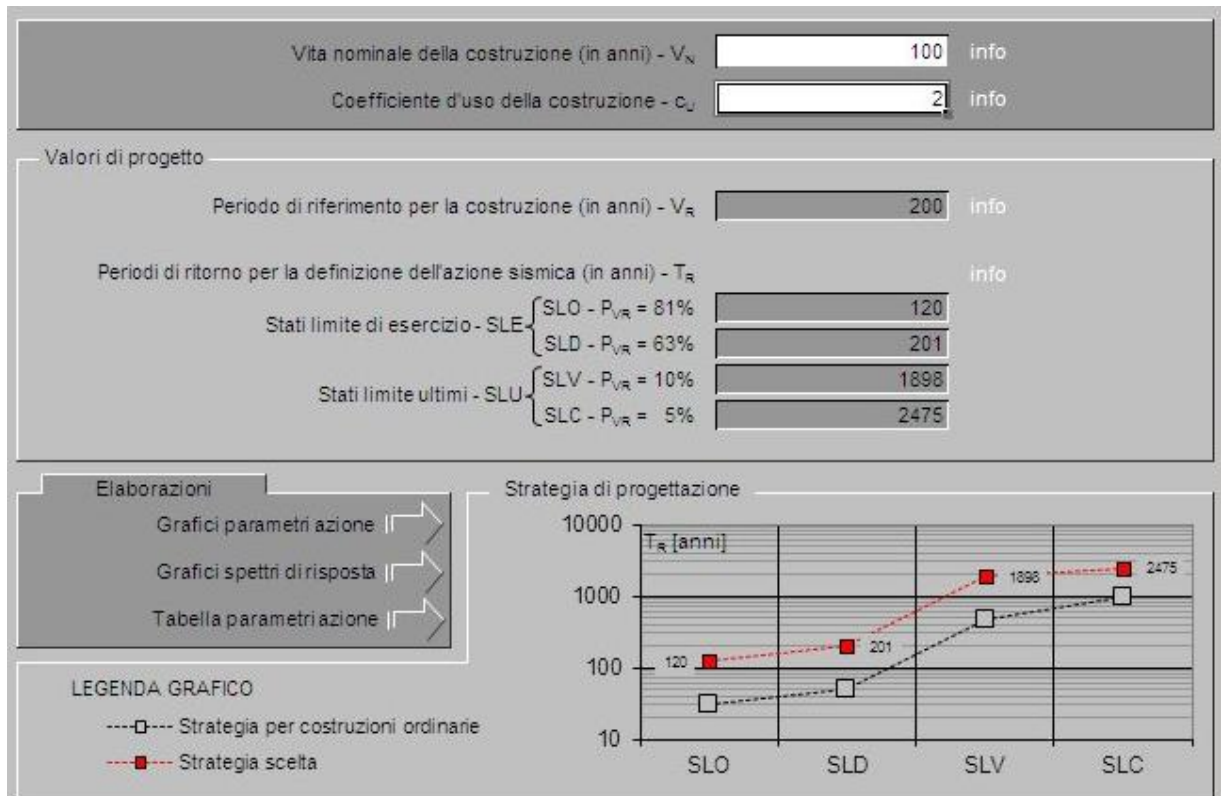 Vita nominale della costruzione (in anni) - V_N 100 info
Coefficiente d'uso della costruzione - c_U 2 info
Valori di progetto
Periodo di riferimento per la costruzione (in anni) - V_R 200 info
Periodi di ritorno per la definizione dell'azione sismica (in anni) - T_R info
Stati limite di esercizio - SLE
SLO - P_VR = 81% 120
SLD - P_VR = 63% 201
Stati limite ultimi - SLU
SLV - P_VR = 10% 1898
SLC - P_VR = 5% 2475
Elaborazioni
Grafici parametri azione
Grafici spettri di risposta
Tabella parametri azione
Strategia di progettazione
T_R [anni]
10000
1000
100
10
120
201
1898
2475
SLO SLD SLV SLC
LEGENDA GRAFICO
Strategia per costruzioni ordinarie
Strategia scelta